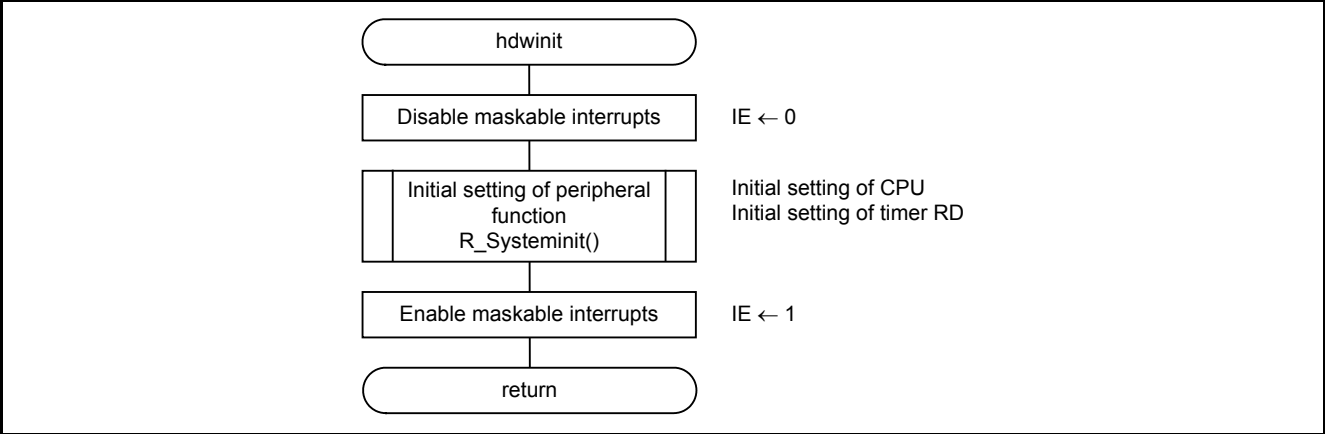 hdwinit
Disable maskable interrupts
IE ← 0
Initial setting of peripheral
function
R_Systeminit()
Initial setting of CPU
Initial setting of timer RD
Enable maskable interrupts
IE ← 1
return